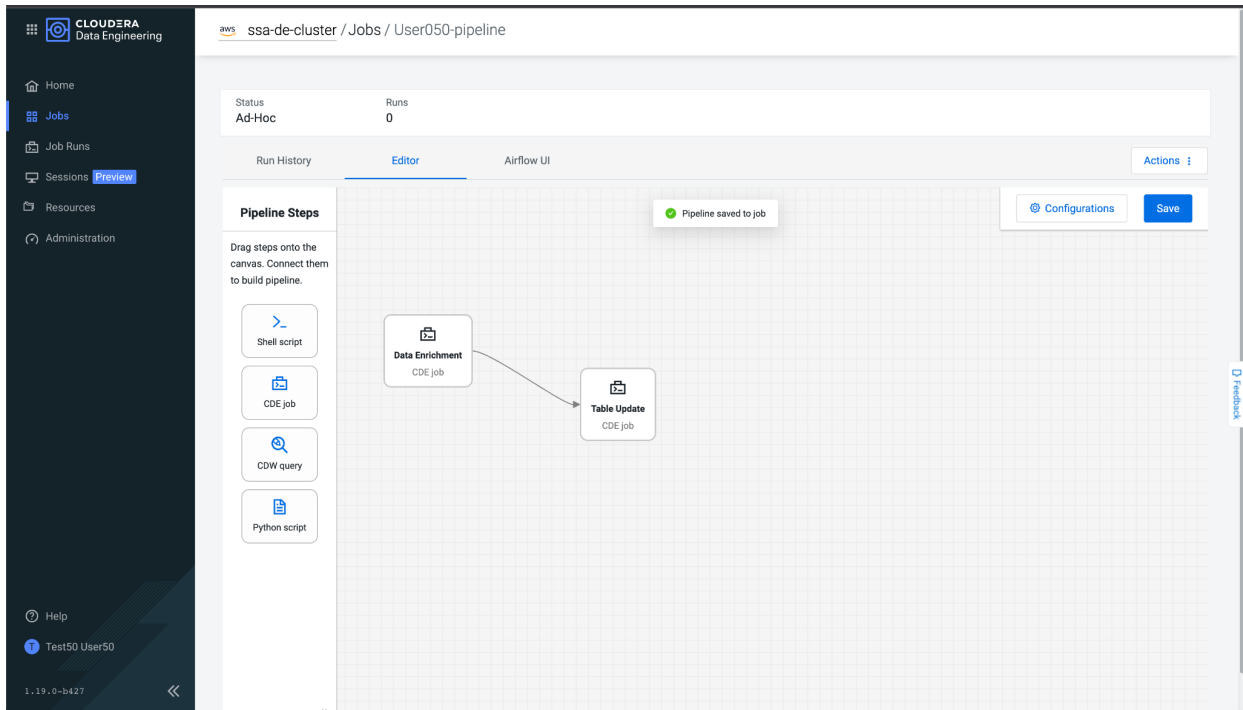 CLOUDERA
Data Engineering
Home
Jobs
Job Runs
Sessions Preview
Resources
Administration
Help
T Test50 User50
1.19.0-b427
aws ssa-de-cluster / Jobs / User050-pipeline
Status
Ad-Hoc
Runs
0
Run History
Editor
Airflow UI
Actions
Pipeline Steps
Drag steps onto the
canvas. Connect them
to build pipeline.
Shell script
CDE job
CDW query
Python script
Pipeline saved to job
Configurations
Save
Data Enrichment
CDE job
Table Update
CDE job
Feedback